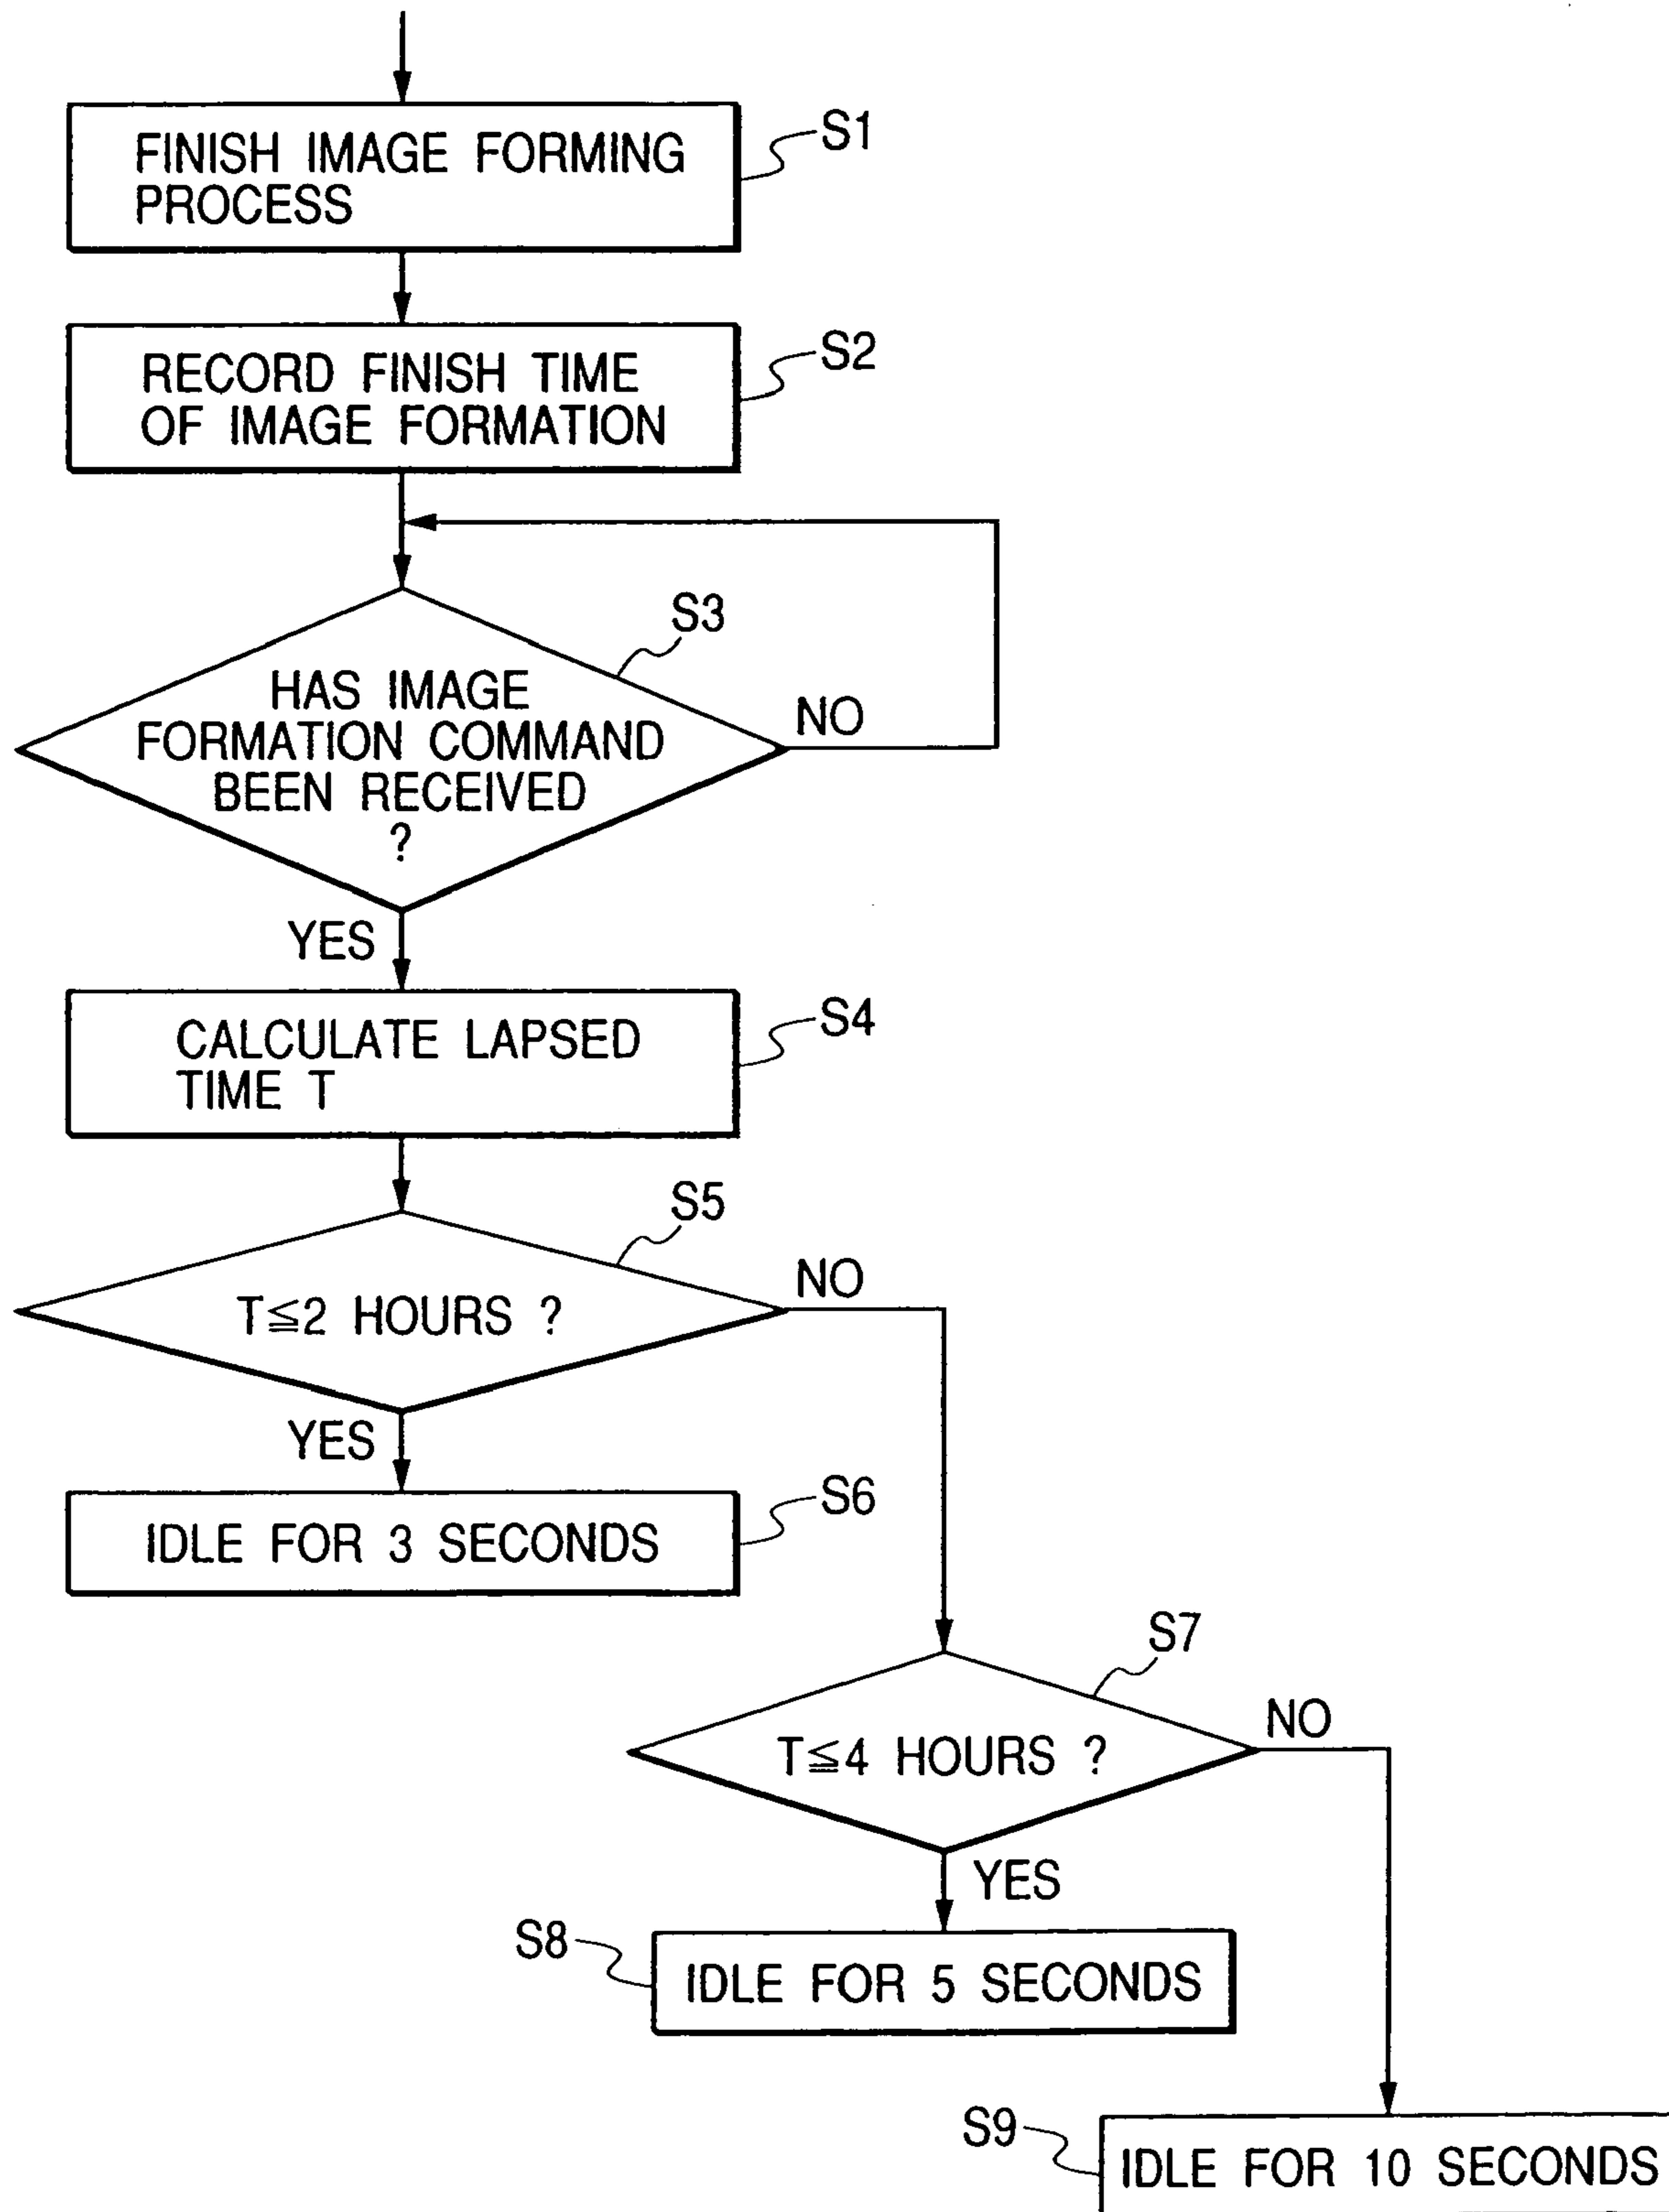 FINISH IMAGE FORMING
PROCESS
S1
RECORD FINISH TIME
OF IMAGE FORMATION
S2
S3
HAS IMAGE
FORMATION COMMAND
BEEN RECEIVED
?
NO
YES
CALCULATE LAPSED
TIME T
S4
S5
T≦2 HOURS ?
NO
YES
IDLE FOR 3 SECONDS
S6
S7
T≦4 HOURS ?
NO
YES
S8
IDLE FOR 5 SECONDS
S9
IDLE FOR 10 SECONDS